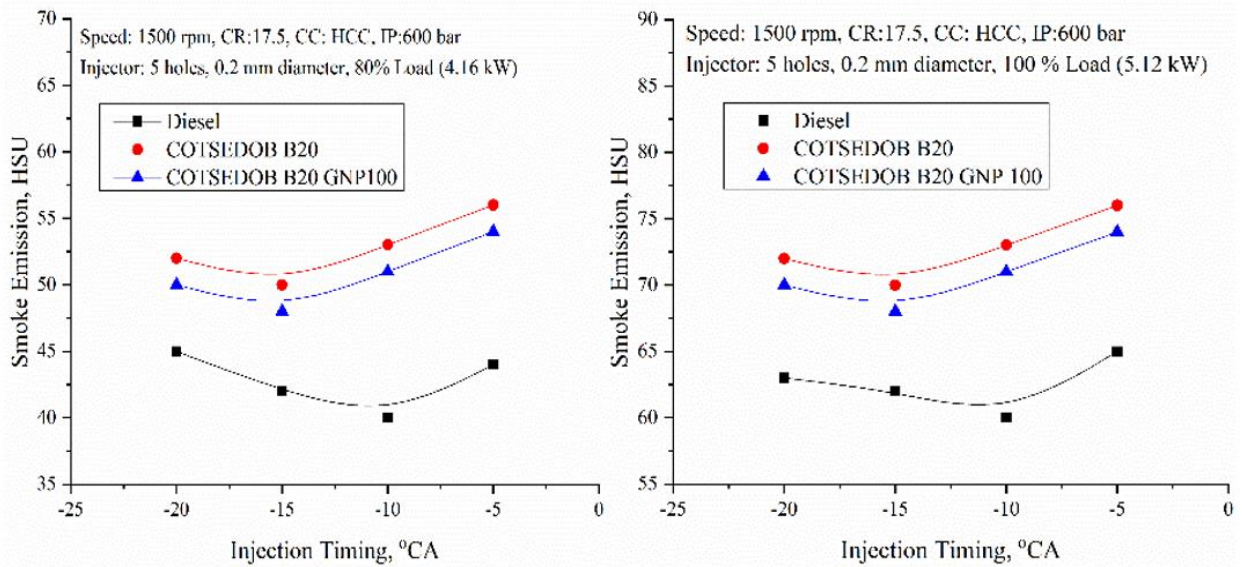 Speed: 1500 rpm, CR:17.5, CC: HCC, IP:600 bar
Injector: 5 holes, 0.2 mm diameter, 80% Load (4.16 kW)
Diesel
COTSEDOB B20
COTSEDOB B20 GNP100
Smoke Emission, HSU
70
65
60
55
50
45
40
35
-25
-20
-15
-10
-5
0
Injection Timing, °CA
Speed: 1500 rpm, CR:17.5, CC: HCC, IP:600 bar
Injector: 5 holes, 0.2 mm diameter, 100 % Load (5.12 kW)
Diesel
COTSEDOB B20
COTSEDOB B20 GNP 100
Smoke Emission, HSU
90
85
80
75
70
65
60
55
-25
-20
-15
-10
-5
0
Injection Timing, °CA